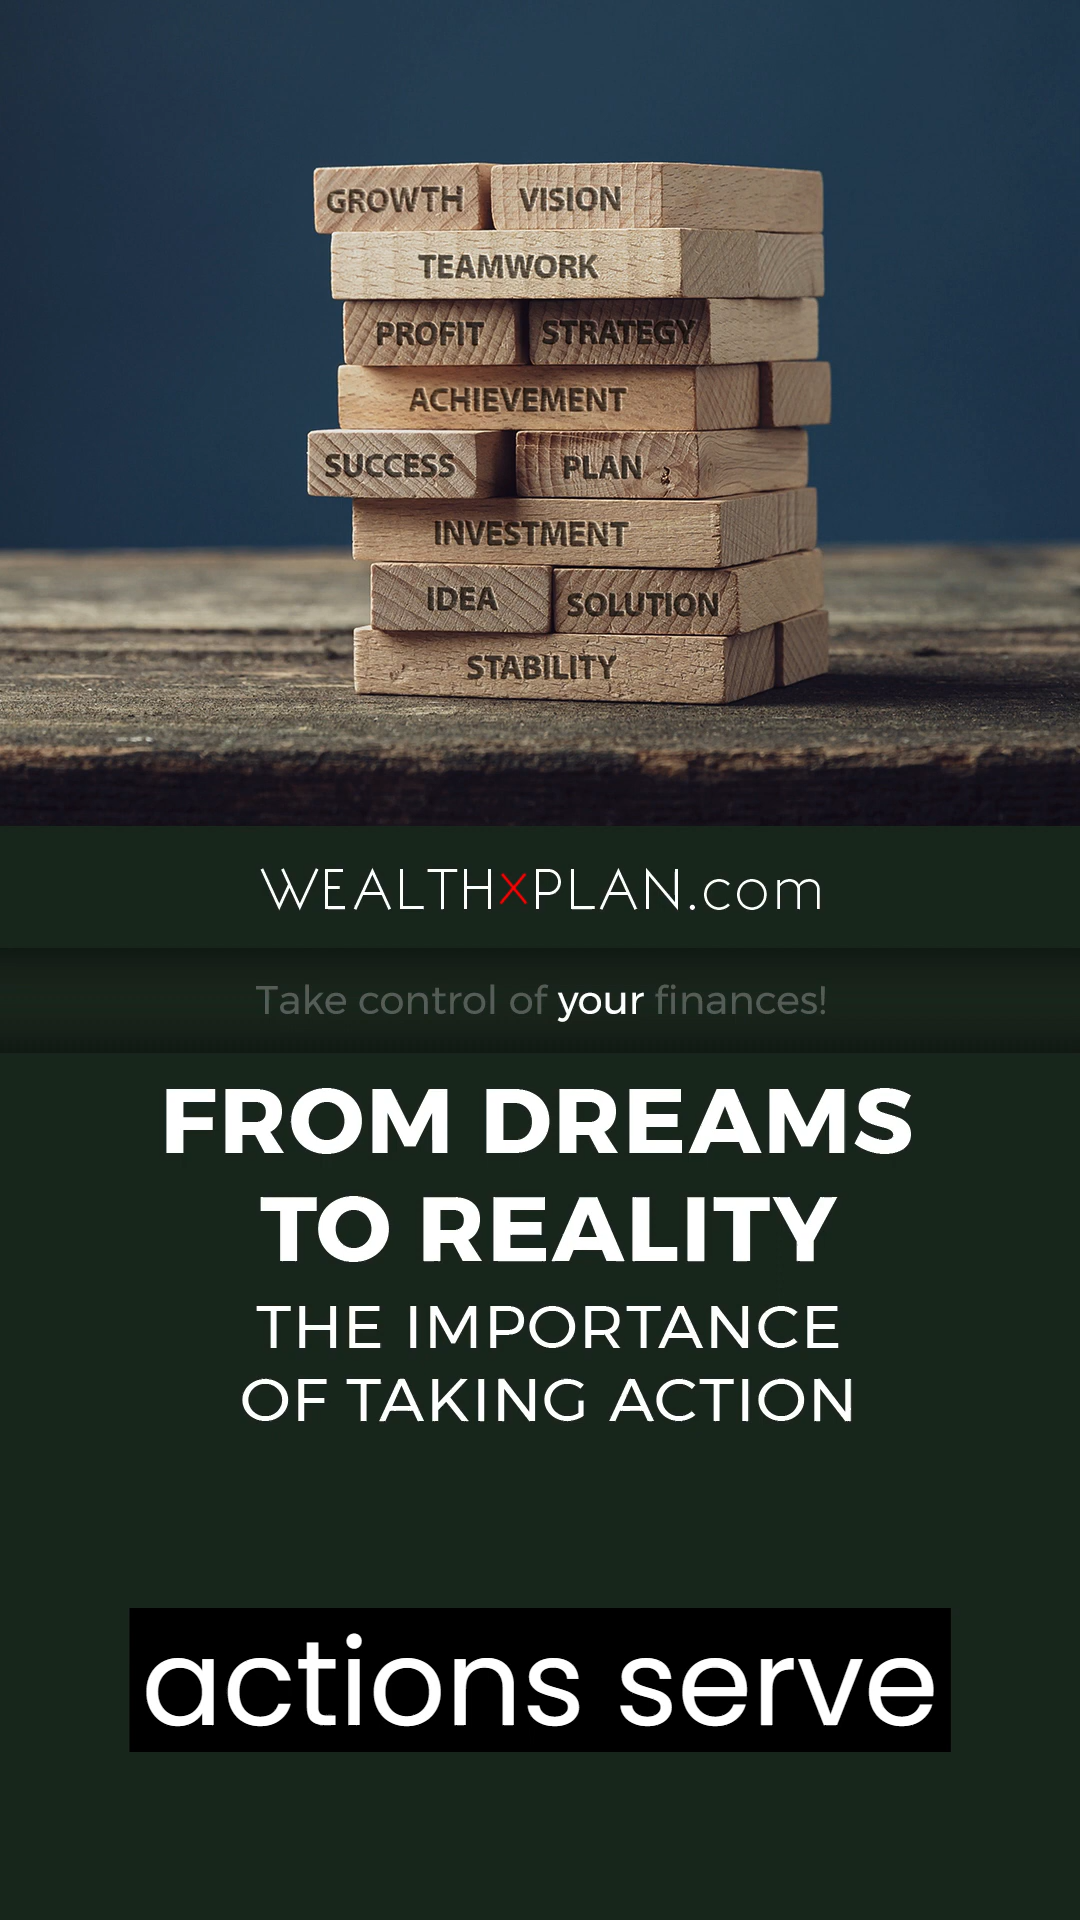 GROWTH VISION
TEAMWORK
PROFIT STRATEGY
ACHIEVEMENT
SUCCESS PLAN
INVESTMENT
IDEA SOLUTION
STABILITY
WEALTHXPLAN.com
Take control of your finances!
FROM DREAMS
TO REALITY
THE IMPORTANCE
OF TAKING ACTION
actions serve